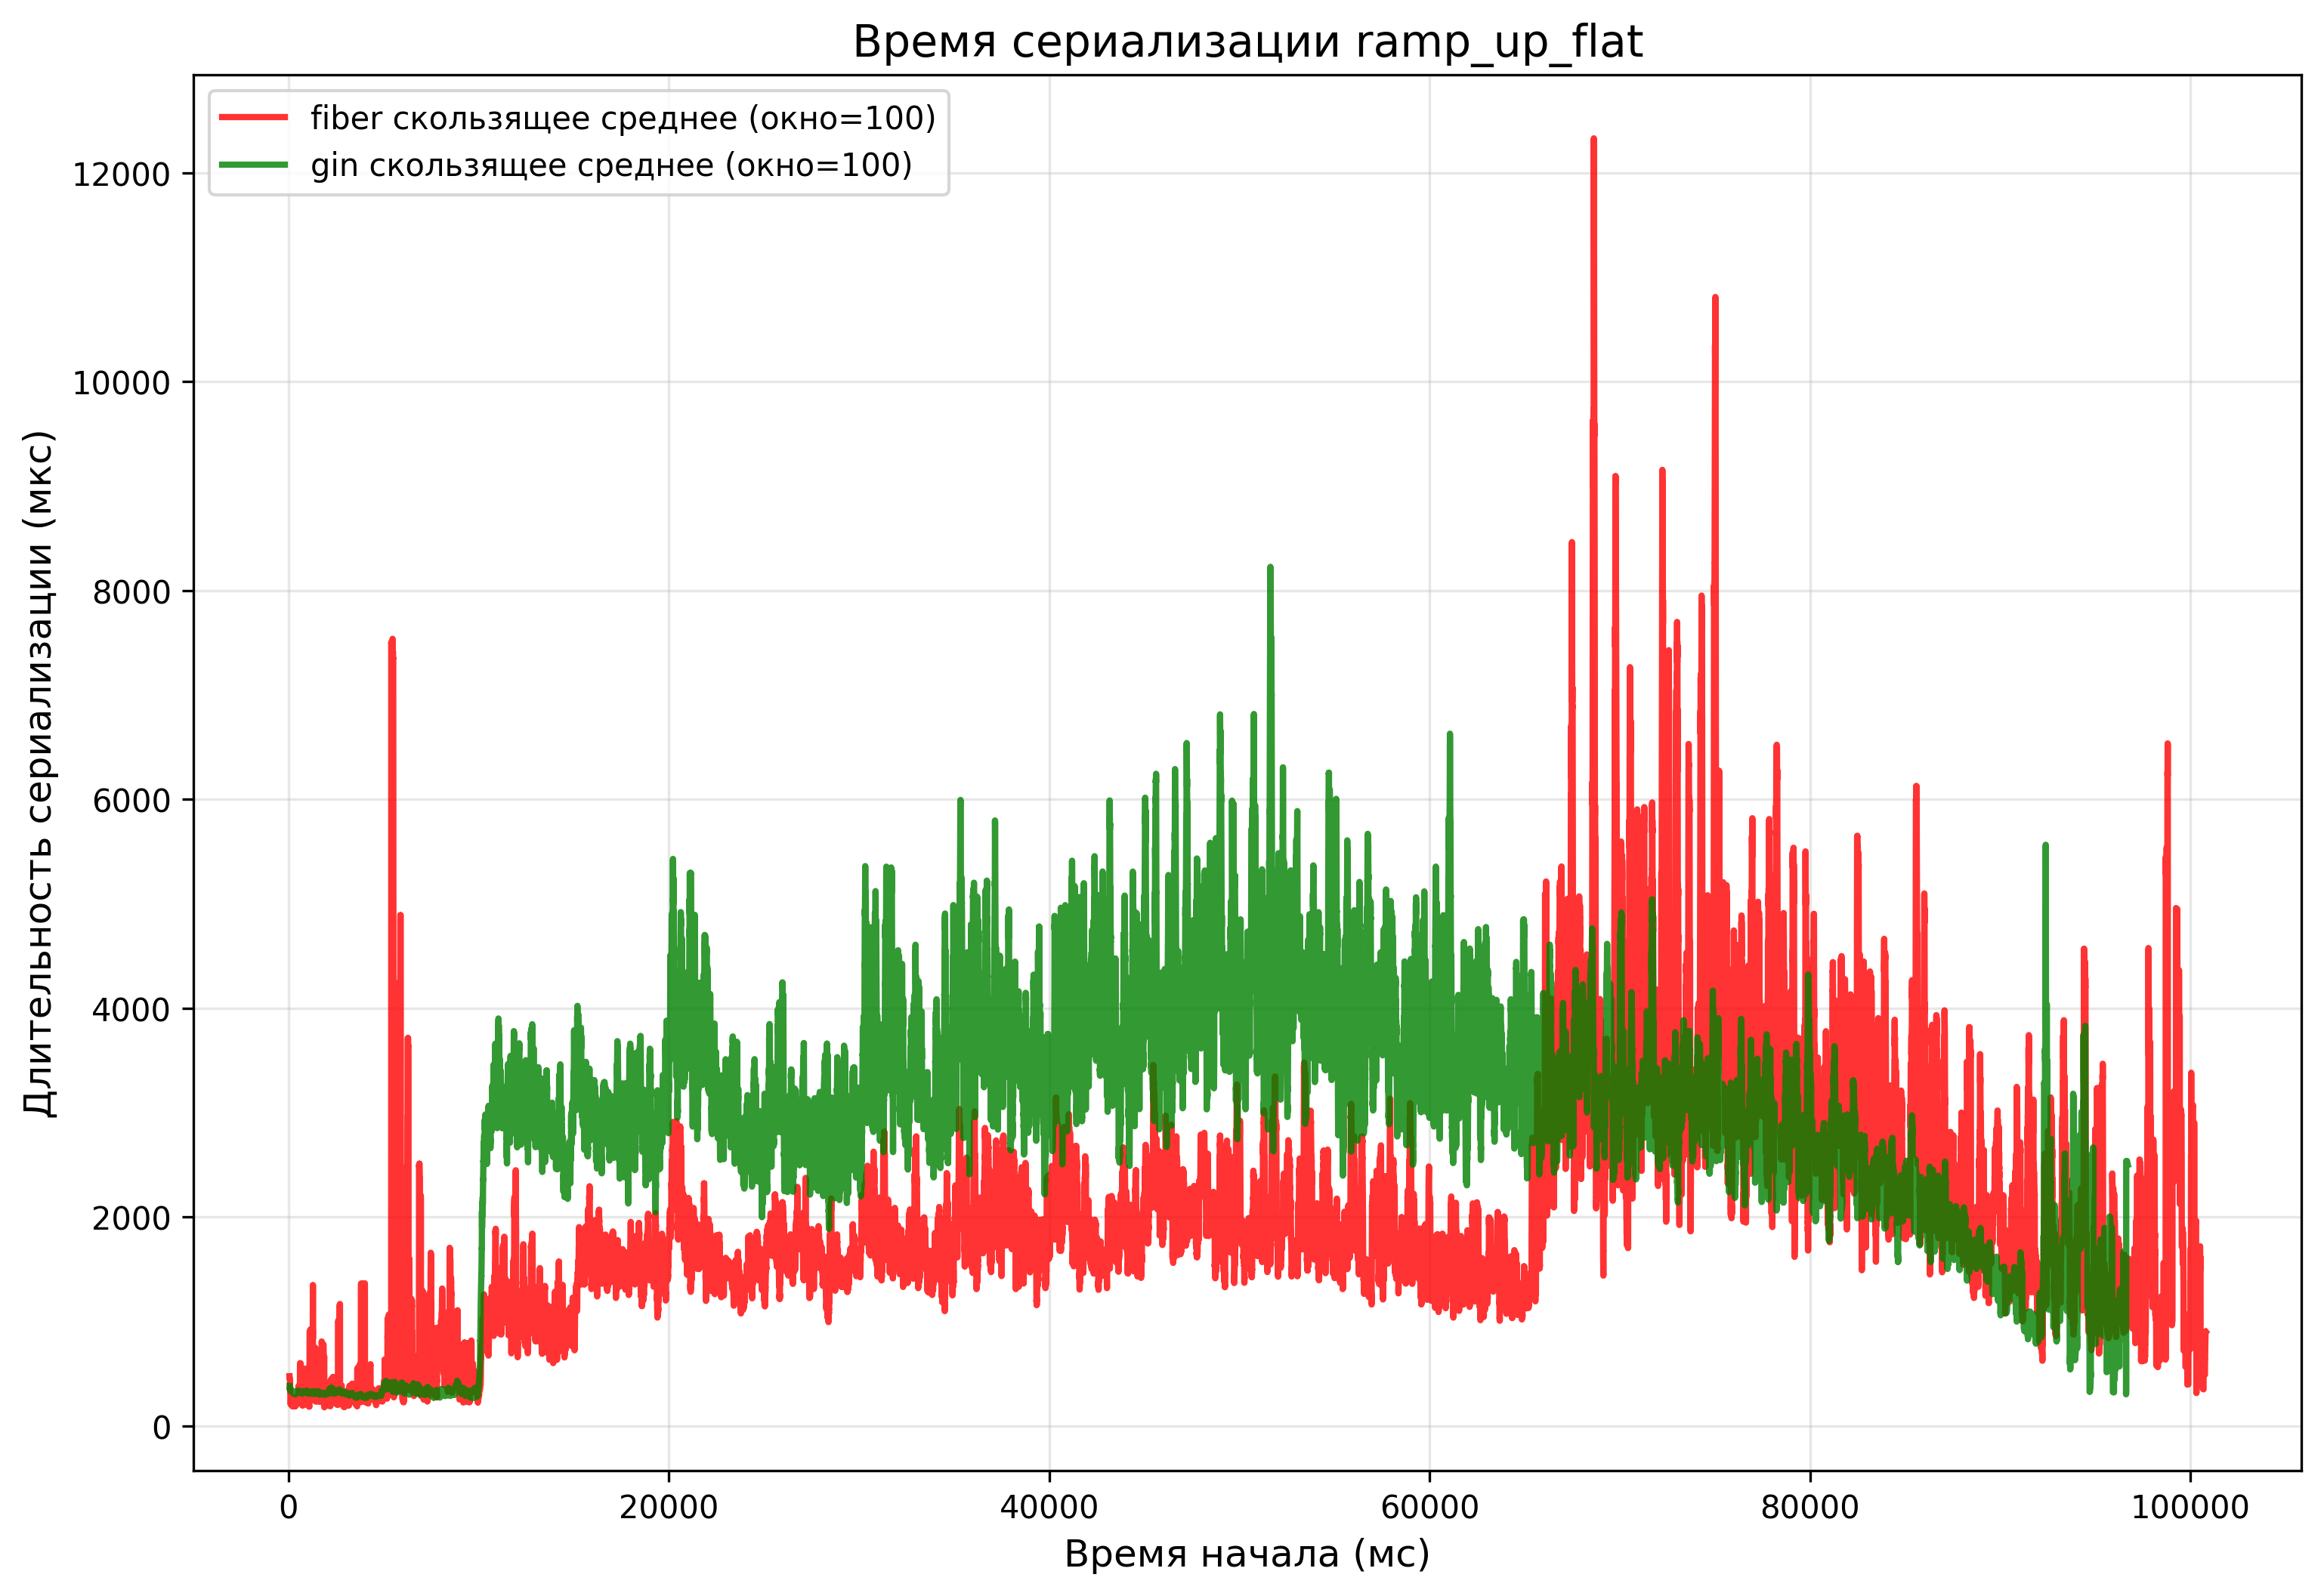 Время сериализации ramp_up_flat
fiber скользящее среднее (окно=100)
gin скользящее среднее (окно=100)
Длительность сериализации (мкс)
12000
10000
8000
6000
4000
2000
0
0 20000 40000 60000 80000 100000
Время начала (мс)